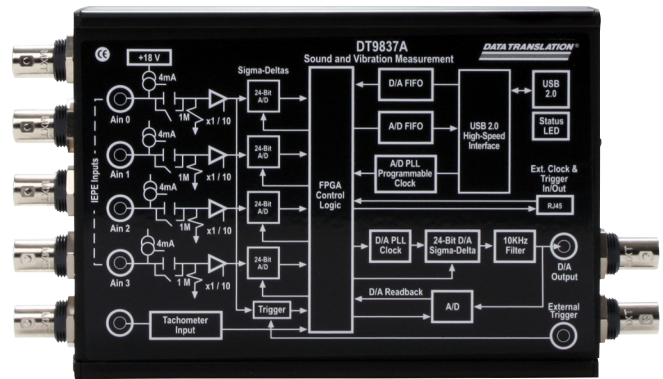 DT9837A
Sound and Vibration Measurement
DATA TRANSLATION®
CE
+18 V
4mA
Sigma-Deltas
24-Bit A/D
Ain 0
1M
x1 / 10
4mA
24-Bit A/D
Ain 1
1M
x1 / 10
IEPE Inputs
4mA
24-Bit A/D
Ain 2
1M
x1 / 10
4mA
24-Bit A/D
Ain 3
1 M
x1 / 10
Trigger
Tachometer
Input
FPGA
Control
Logic
D/A FIFO
A/D FIFO
A/D PLL
Programmable
Clock
USB 2.0
High-Speed
Interface
USB
2.0
Status
LED
Ext. Clock &
Trigger
In/Out
RJ45
D/A PLL
Clock
24-Bit D/A
Sigma-Delta
10KHz
Filter
D/A
Output
D/A Readback
A/D
External
Trigger